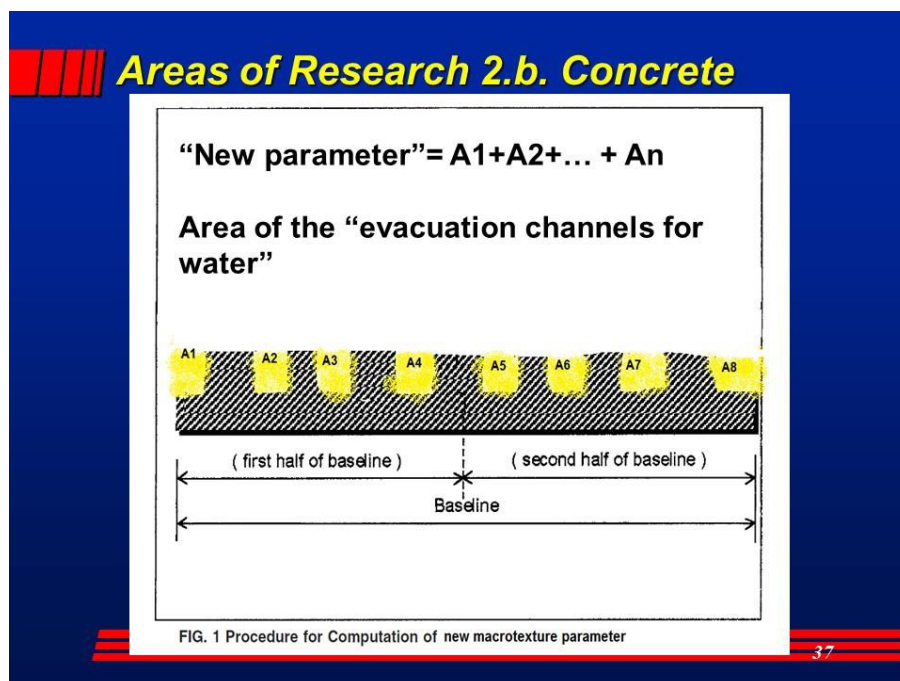 Areas of Research 2.b. Concrete
“New parameter”= A1+A2+… + An
Area of the “evacuation channels for
water”
A1 A2 A3 A4 A5 A6 A7 A8
( first half of baseline ) ( second half of baseline )
Baseline
FIG. 1 Procedure for Computation of new macrotexture parameter
37